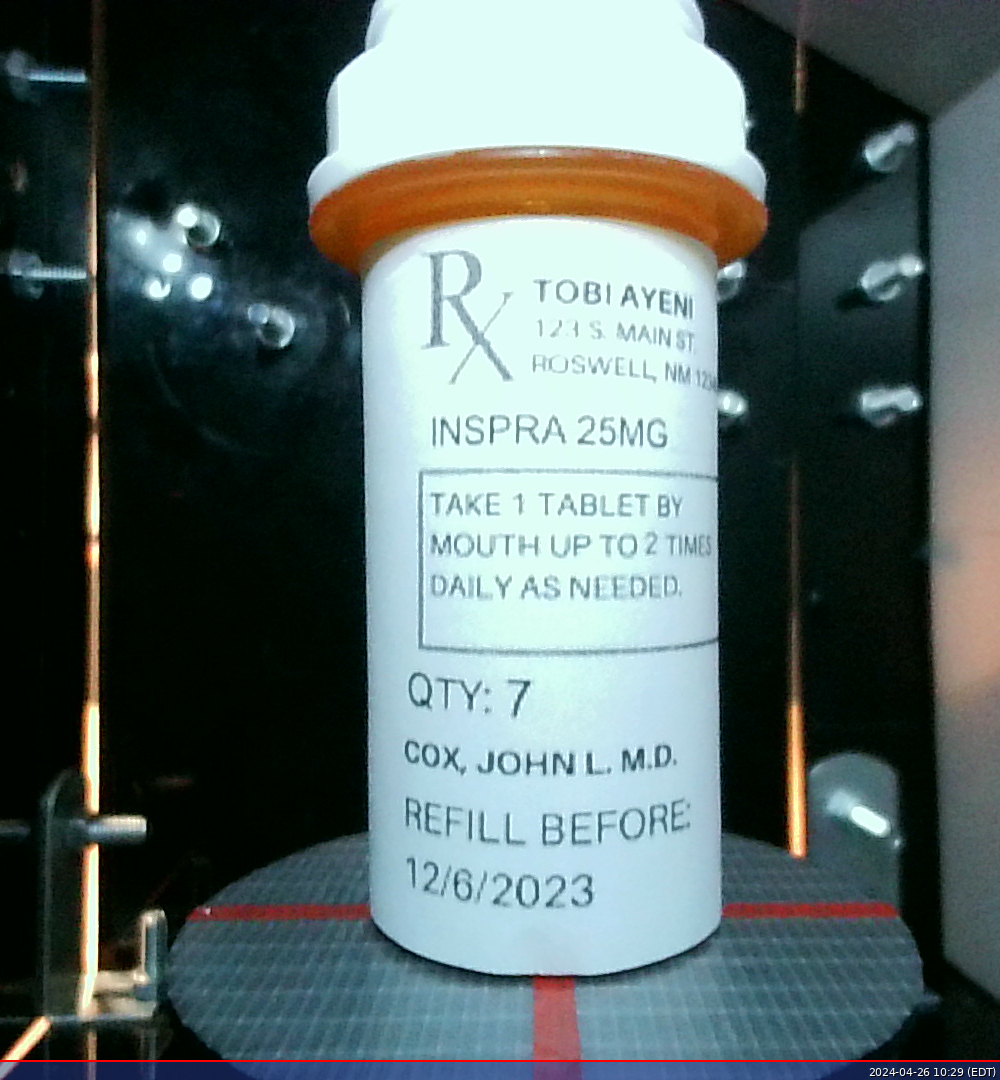 Rx
TOBI AYENI
123 S. MAIN ST.
ROSWELL, NM
INSPRA 25MG
TAKE 1 TABLET BY
MOUTH UP TO 2 TIMES
DAILY AS NEEDED.
QTY: 7
COX, JOHN L. M.D.
REFILL BEFORE:
12/6/2023
2024-04-26 10:29 (EDT)